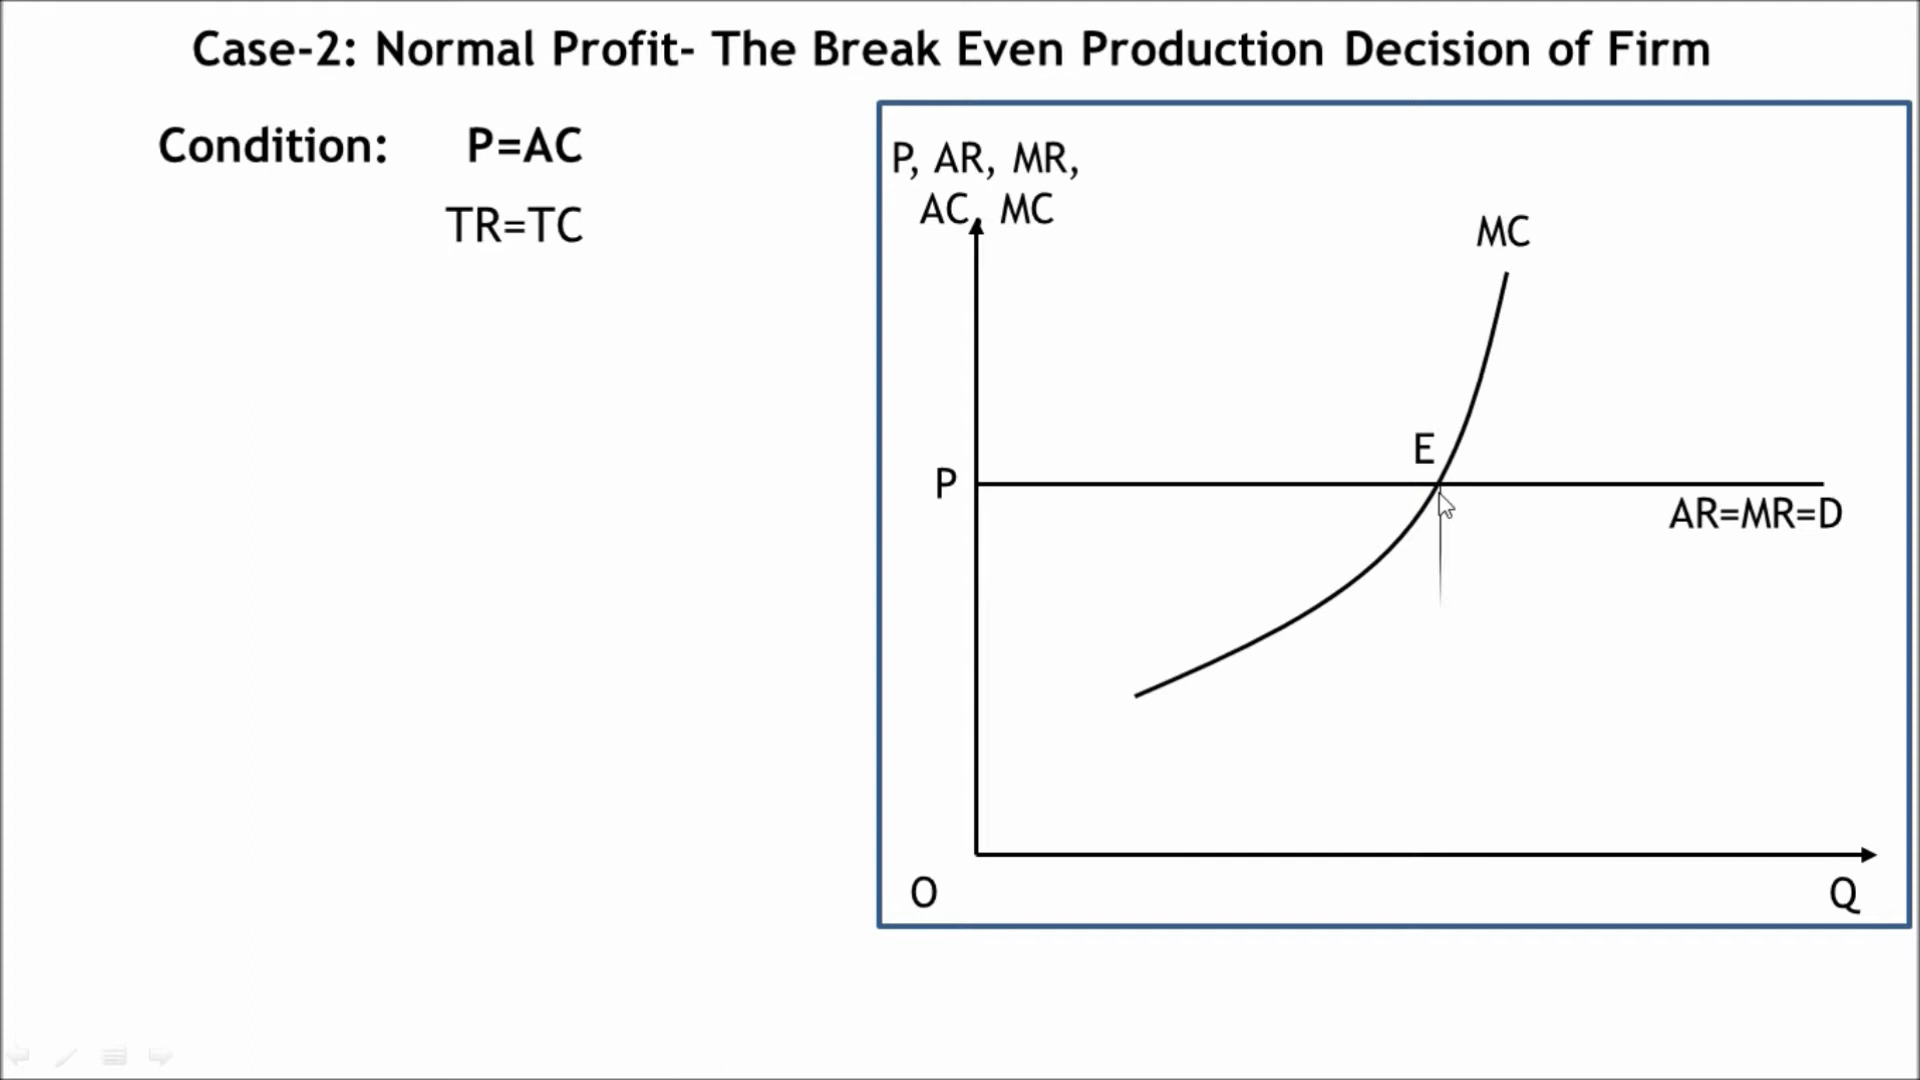 Case-2: Normal Profit- The Break Even Production Decision of Firm
Condition: P=AC
TR=TC
P, AR, MR,
AC, MC
MC
E
P
AR=MR=D
O
Q